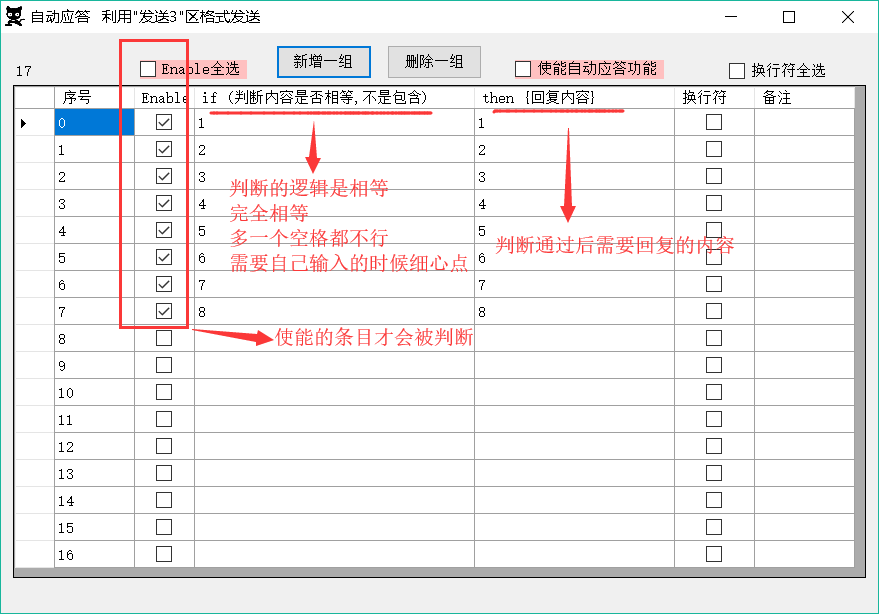 自动应答 利用"发送3"区格式发送
17
Enable全选
新增一组
删除一组
使能自动应答功能
换行符全选
序号 Enable if (判断内容是否相等,不是包含) then {回复内容} 换行符 备注
0 1 1
1 2 2
2 3 3
3 4 4
4 5 5
5 6 6
6 7 7
7 8 8
8
9
10
11
12
13
14
15
16
判断的逻辑是相等
完全相等
多一个空格都不行
需要自己输入的时候细心点
判断通过后需要回复的内容
使能的条目才会被判断